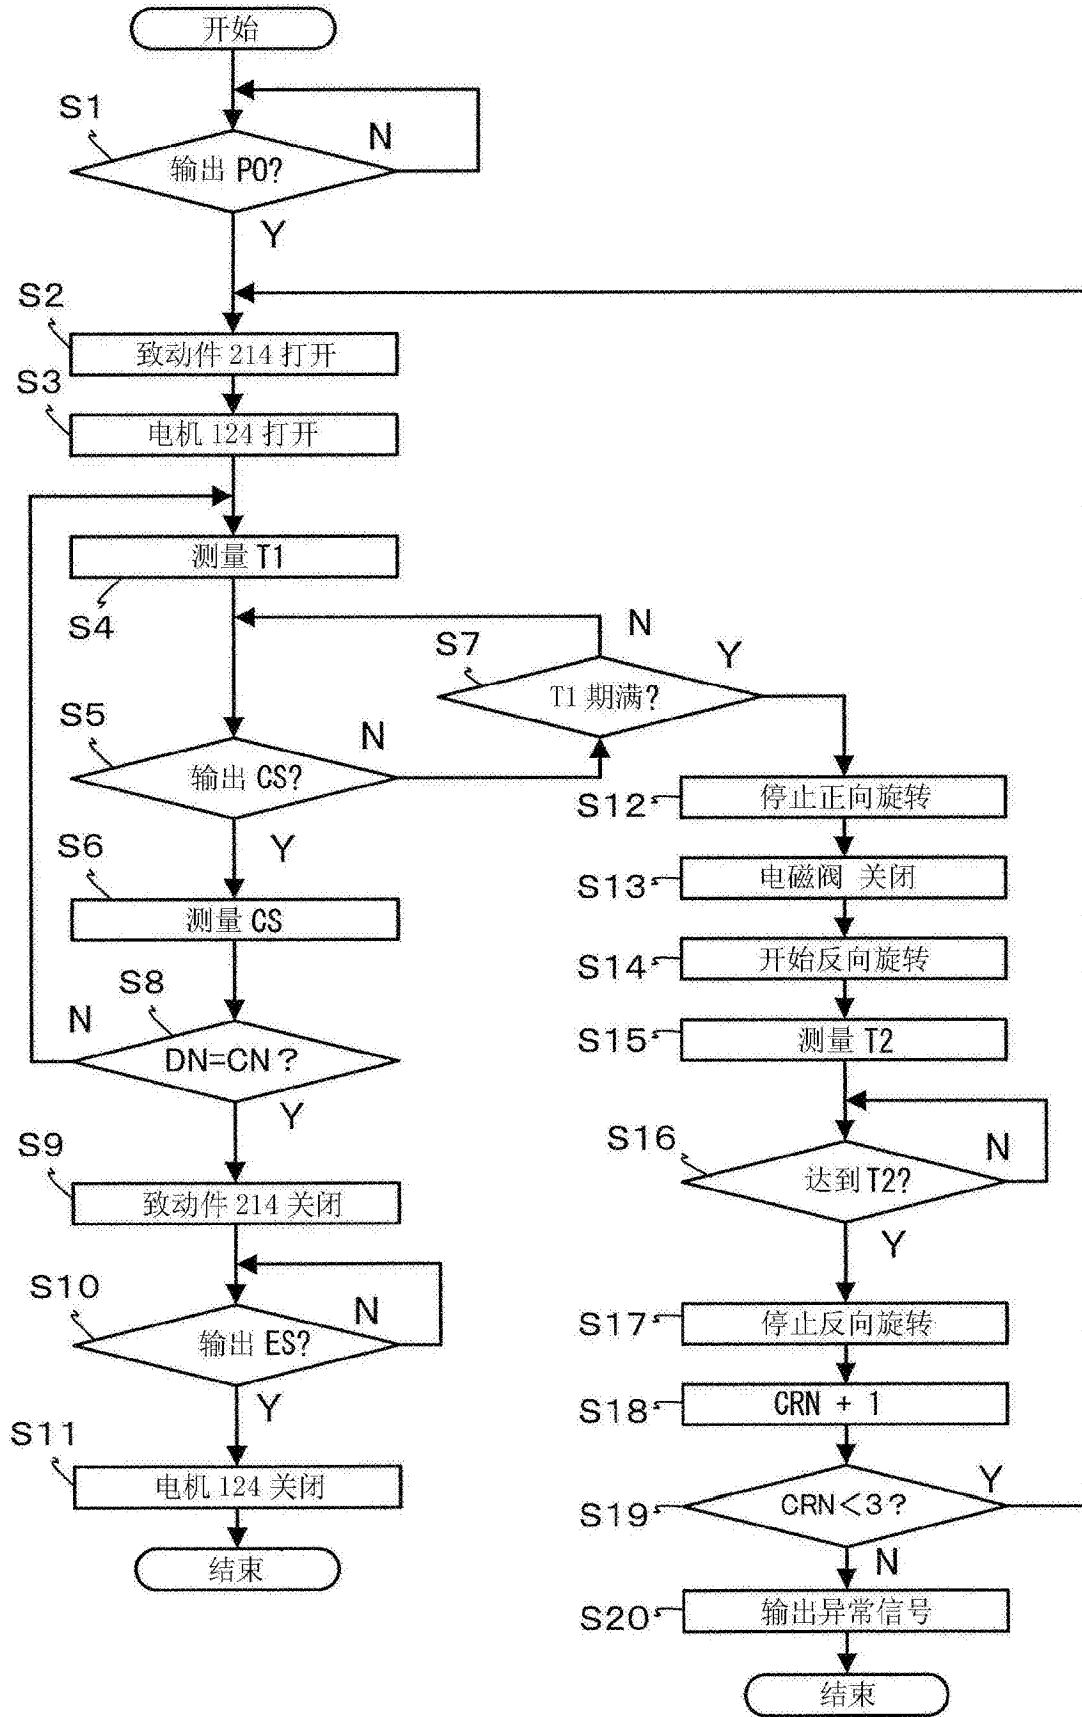 开始
S1
N
输出 PO?
Y
S2
致动件 214 打开
S3
电机 124 打开
测量 T1
S4
N
S7
Y
T1 期满?
S5
N
输出 CS?
Y
S12
停止正向旋转
S6
测量 CS
S13
电磁阀 关闭
S14
开始反向旋转
S8
N
DN=CN ?
Y
S15
测量 T2
S16
N
达到 T2?
Y
S9
致动件 214 关闭
S10
N
输出 ES?
Y
S17
停止反向旋转
S18
CRN + 1
S11
电机 124 关闭
S19
Y
CRN<3 ?
N
结束
S20
输出异常信号
结束